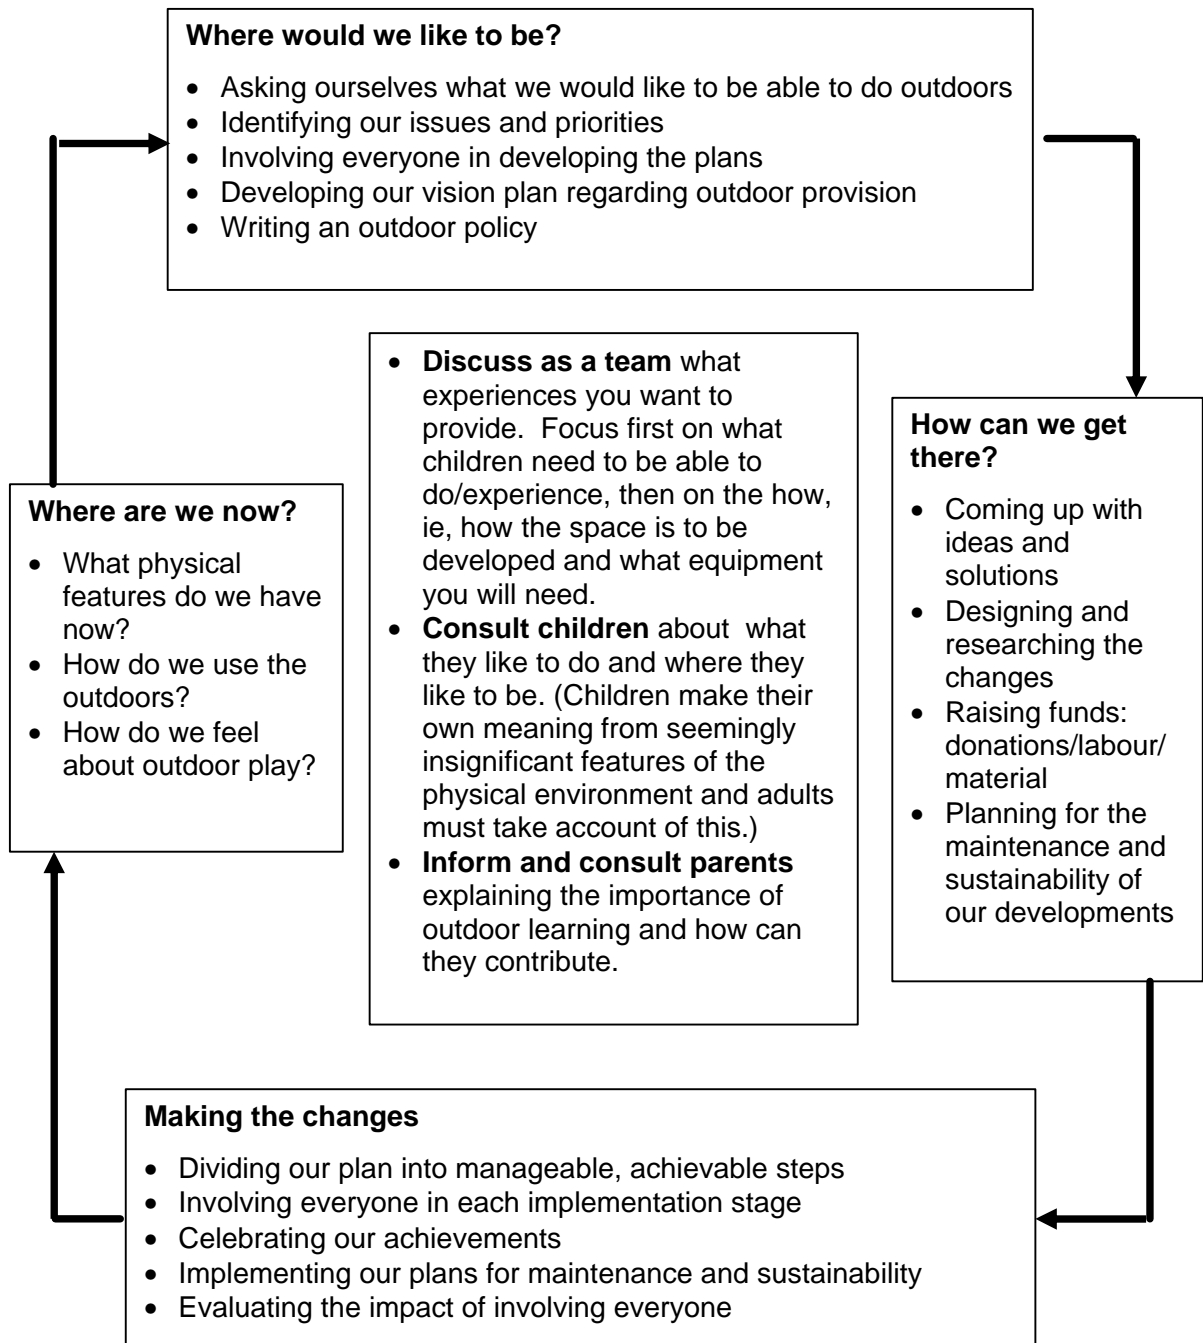 Where would we like to be?
• Asking ourselves what we would like to be able to do outdoors
• Identifying our issues and priorities
• Involving everyone in developing the plans
• Developing our vision plan regarding outdoor provision
• Writing an outdoor policy
• Discuss as a team what
experiences you want to
provide.  Focus first on what
children need to be able to
do/experience, then on the how,
ie, how the space is to be
developed and what equipment
you will need.
• Consult children about  what
they like to do and where they
like to be. (Children make their
own meaning from seemingly
insignificant features of the
physical environment and adults
must take account of this.)
• Inform and consult parents
explaining the importance of
outdoor learning and how can
they contribute.
How can we get
there?
• Coming up with
ideas and
solutions
• Designing and
researching the
changes
• Raising funds:
donations/labour/
material
• Planning for the
maintenance and
sustainability of
our developments
Where are we now?
• What physical
features do we have
now?
• How do we use the
outdoors?
• How do we feel
about outdoor play?
Making the changes
• Dividing our plan into manageable, achievable steps
• Involving everyone in each implementation stage
• Celebrating our achievements
• Implementing our plans for maintenance and sustainability
• Evaluating the impact of involving everyone